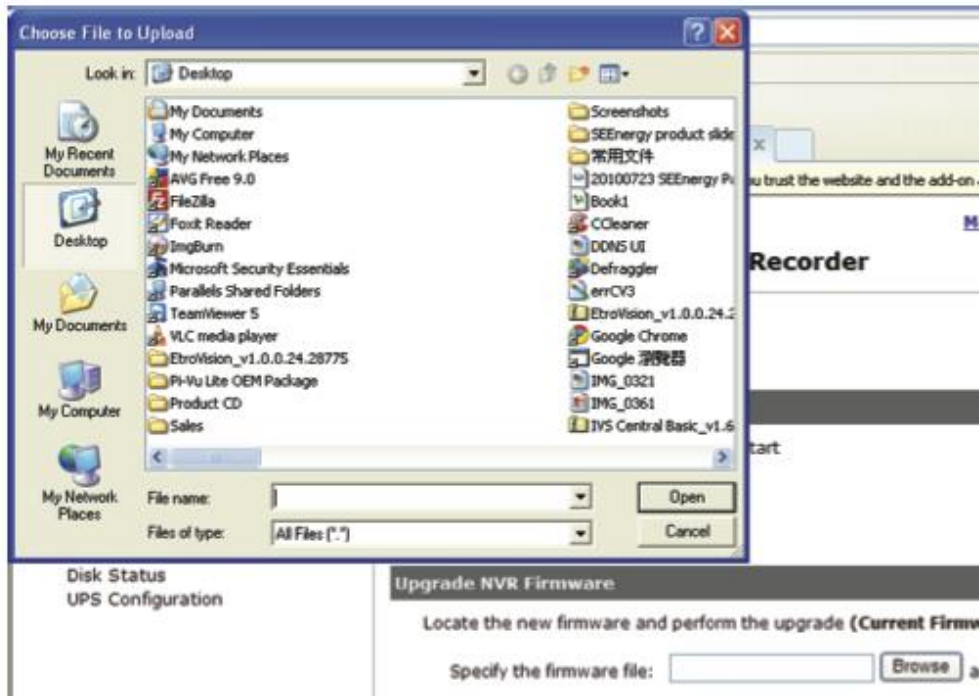 Choose File to Upload
Look in: Desktop
My Recent Documents
Desktop
My Documents
My Computer
My Network Places
My Documents
My Computer
My Network Places
AVG Free 9.0
FileZilla
Foxit Reader
ImgBurn
Microsoft Security Essentials
Parallels Shared Folders
TeamViewer 5
VLC media player
EtroVision_v1.0.0.24.28775
Pi-Vu Lite OEM Package
Product CD
Sales
Screenshots
SEEnergy product slide
常用文件
20100723 SEEnergy Pa
Book1
CCleaner
DDNS UI
Defraggler
errCV3
EtroVision_v1.0.0.24.2
Google Chrome
Google 瀏覽器
IMG_0321
IMG_0361
IVS Central Basic_v1.6
File name:
Open
Files of type: All Files (*.*)
Cancel
u trust the website and the add-on
Recorder
tart
Disk Status
UPS Configuration
Upgrade NVR Firmware
Locate the new firmware and perform the upgrade (Current Firmw
Specify the firmware file: Browse a